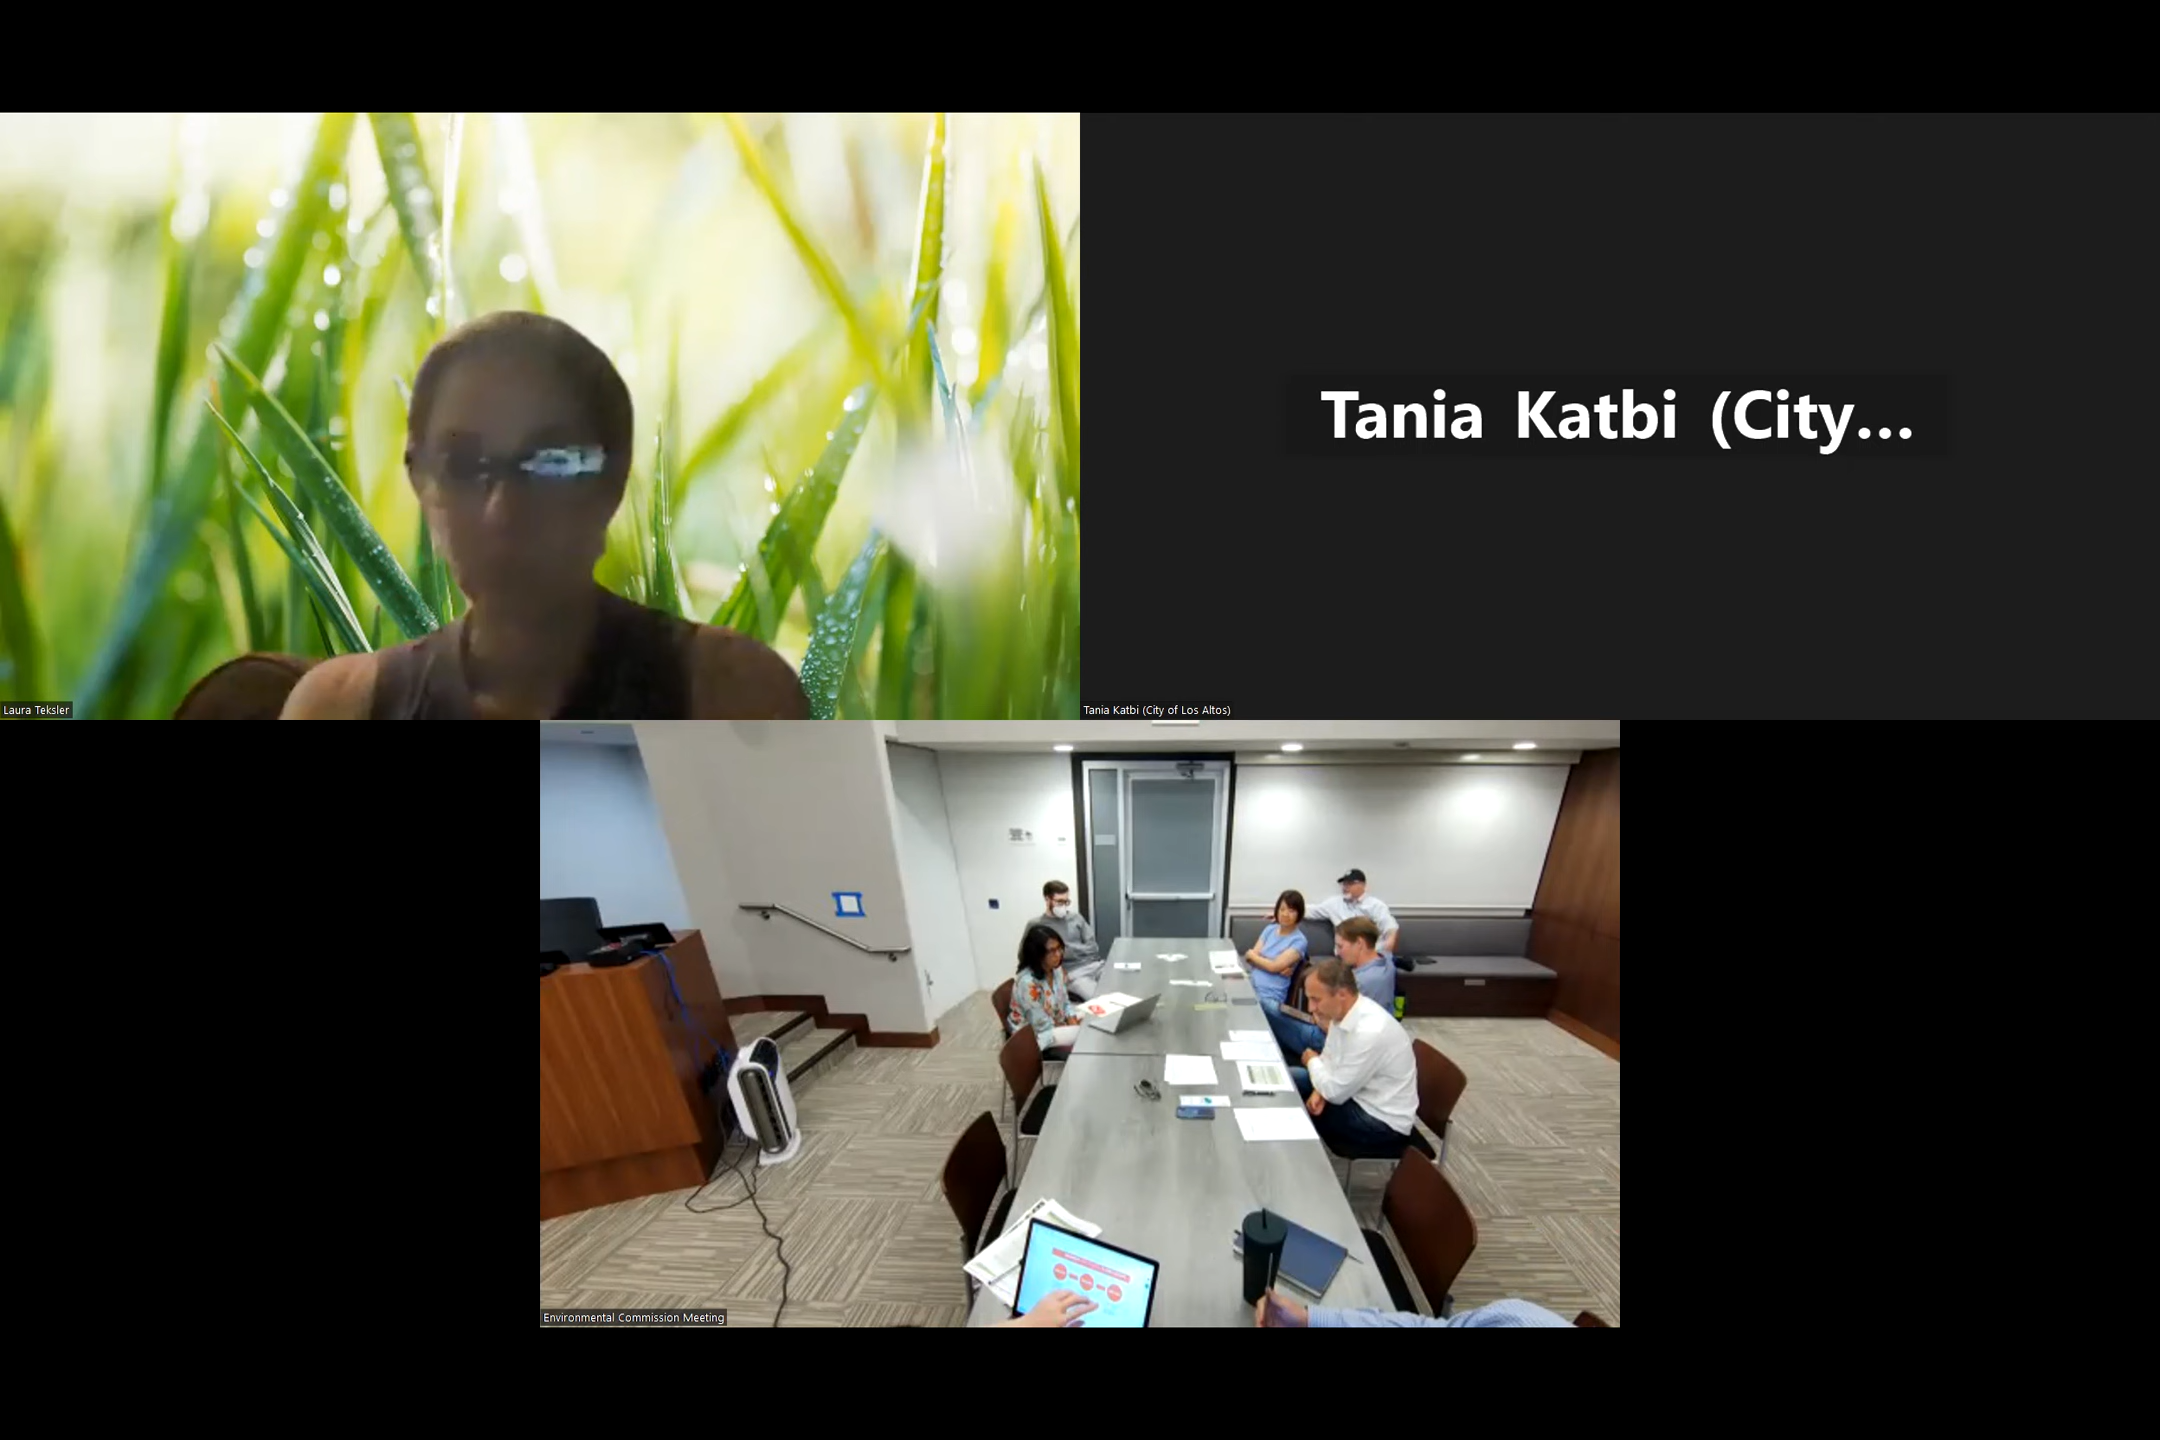 Laura Teksler
Tania Katbi (City...
Tania Katbi (City of Los Altos)
Environmental Commission Meeting